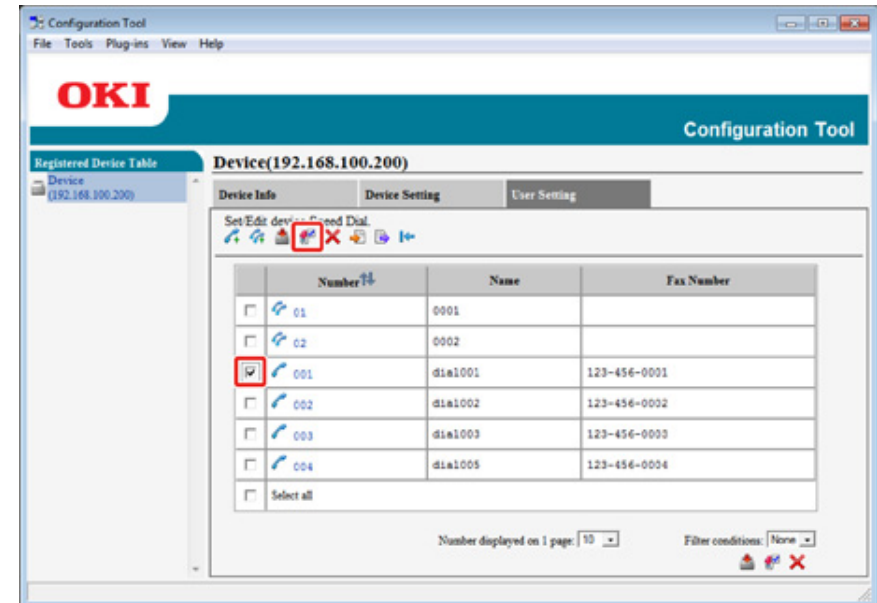 Configuration Tool
File Tools Plug-ins View Help
OKI
Configuration Tool
Registered Device Table
Device
(192.168.100.200)
Device(192.168.100.200)
Device Info Device Setting User Setting
Set/Edit device Speed Dial.
Number Name Fax Number
01 0001
02 0002
001 dial001 123-456-0001
002 dial002 123-456-0002
003 dial003 123-456-0003
004 dial005 123-456-0004
Select all
Number displayed on 1 page: 10 Filter conditions: None